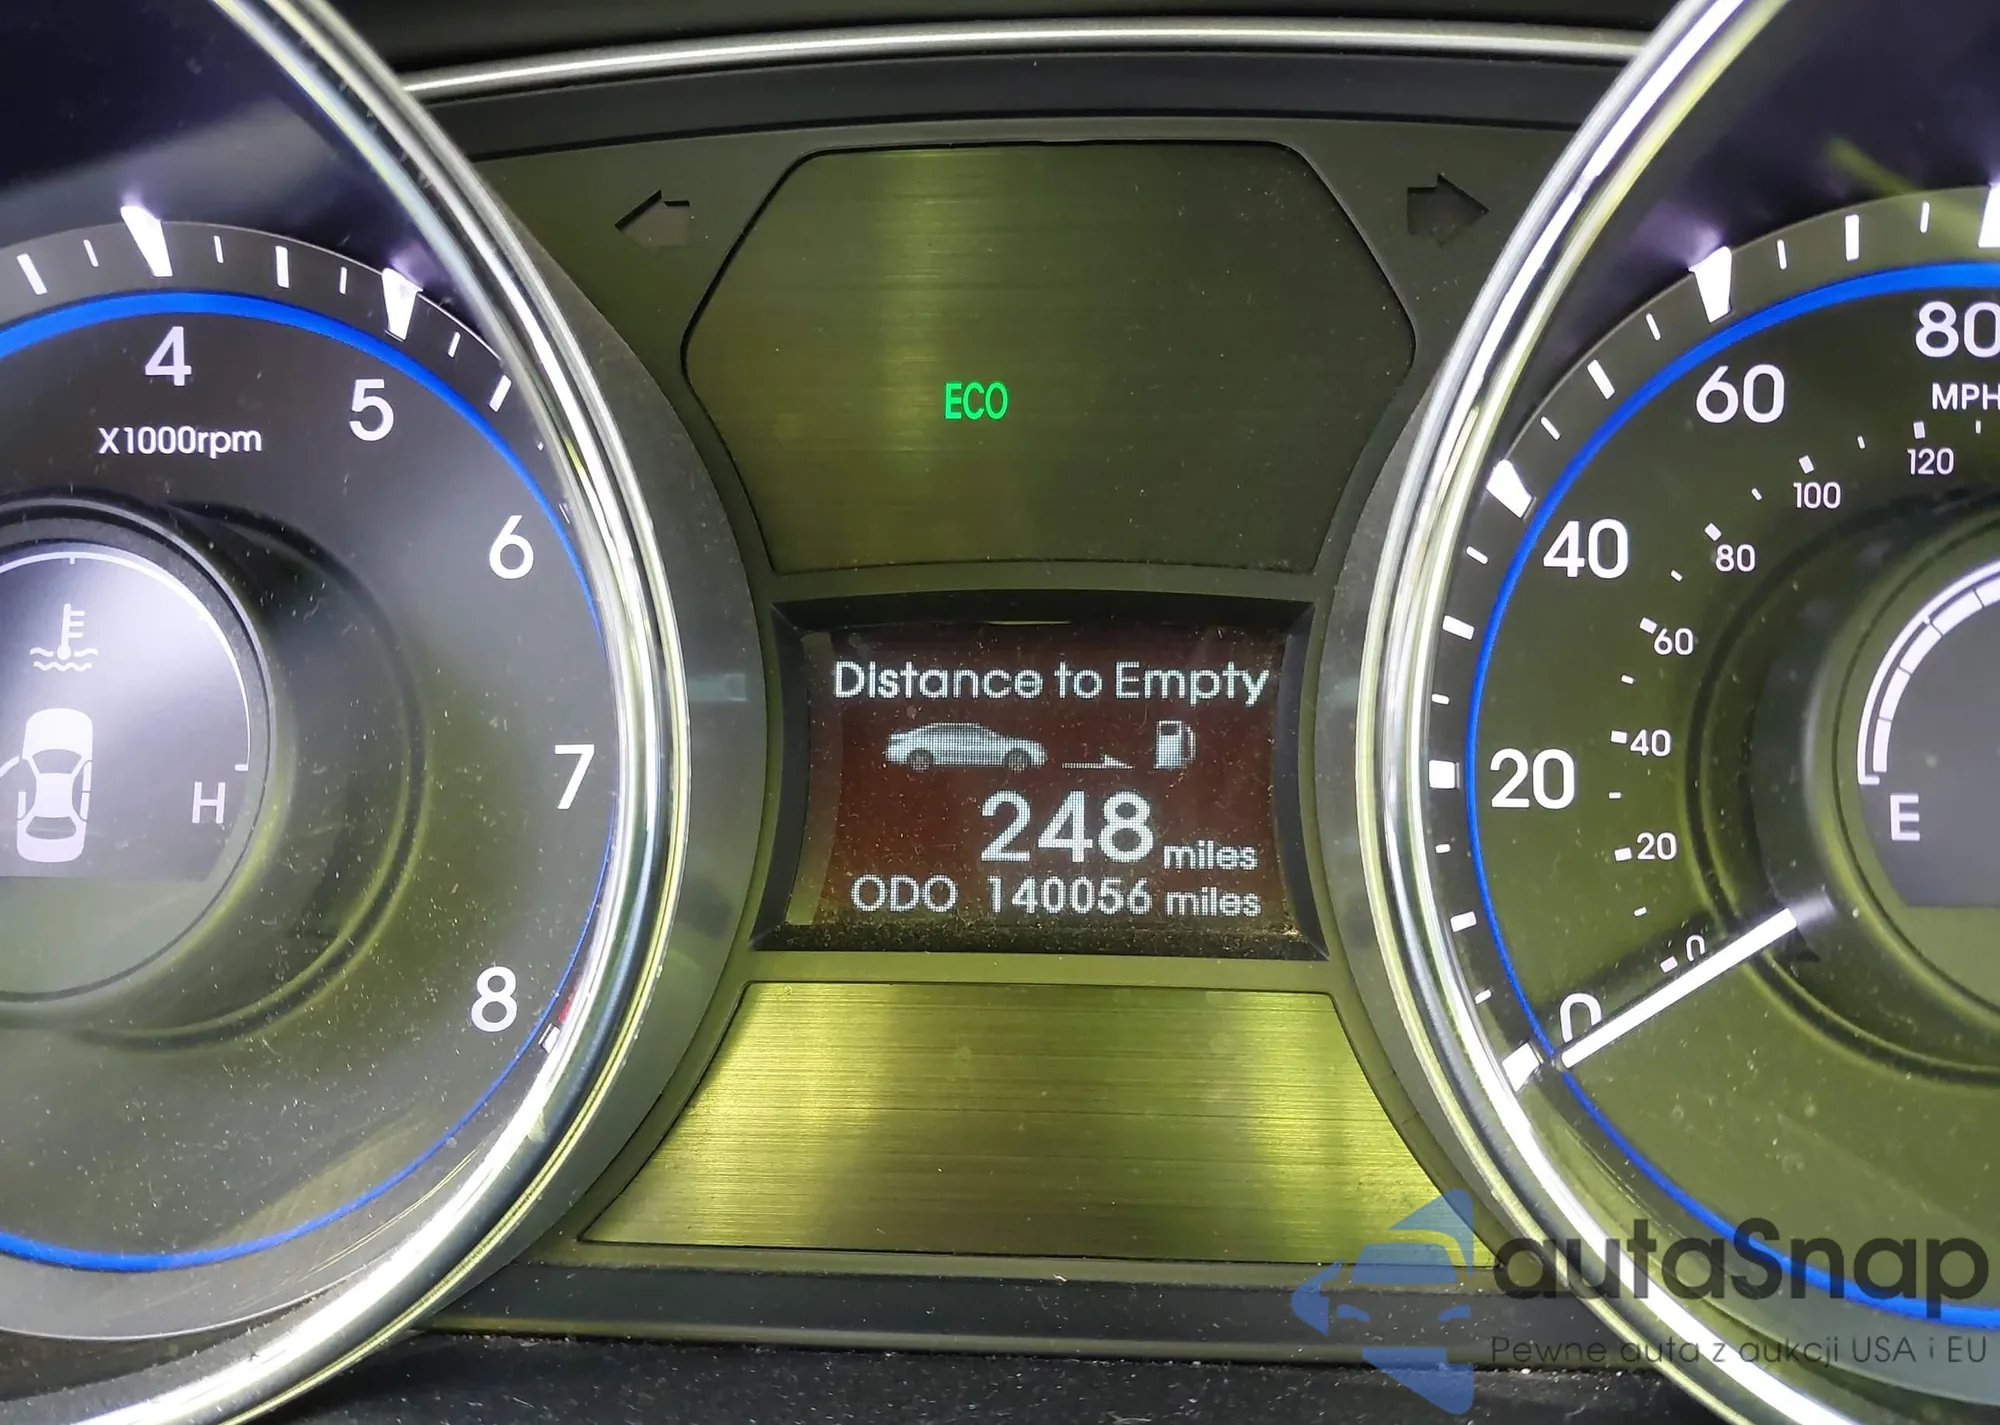 4
5
X1000rpm
6
7
8
H
ECO
Distance to Empty
248 miles
ODO 140056 miles
80
MPH
60
40
20
0
120
100
80
60
40
20
0
E
autaSnap
Pewne auta z aukcji USA i EU